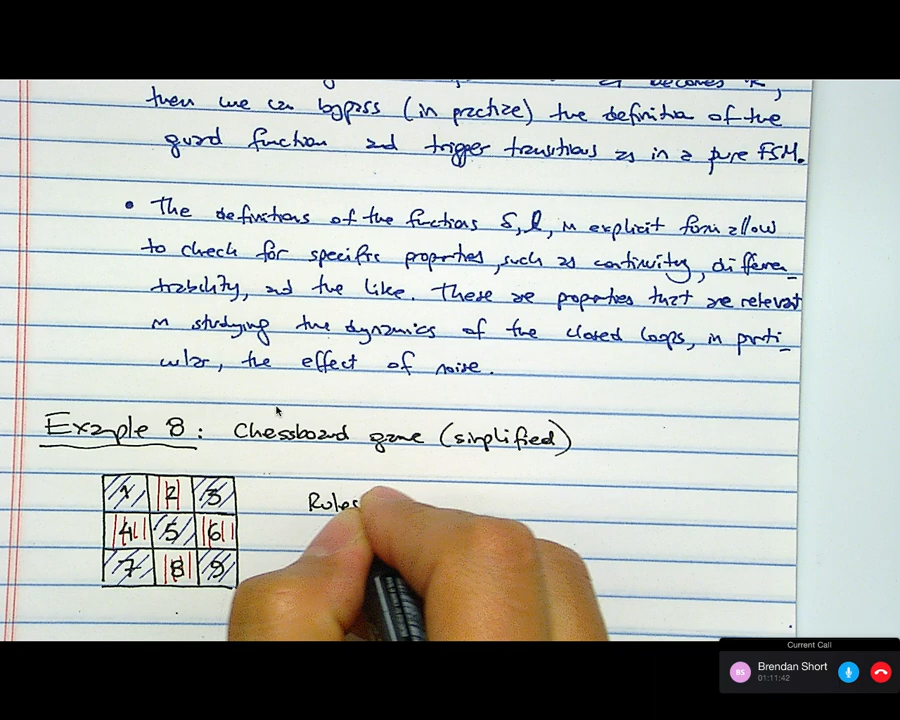 becomes
then we can bypass (in practize) the definition of the
guard function and trigger transitions as in a pure FSM.
• The definitions of the functions δ, l, in explicit form allow
to check for specific properties, such as continuity, differen-
tiability, and the like. These are properties that are relevant
in studying the dynamics of the closed loops, in parti-
cular, the effect of noise.
Example 8: Chessboard game (simplified)
1 2 3
Rules
4 5 6
7 8 9
Current Call
BS
Brendan Short
01:11:42